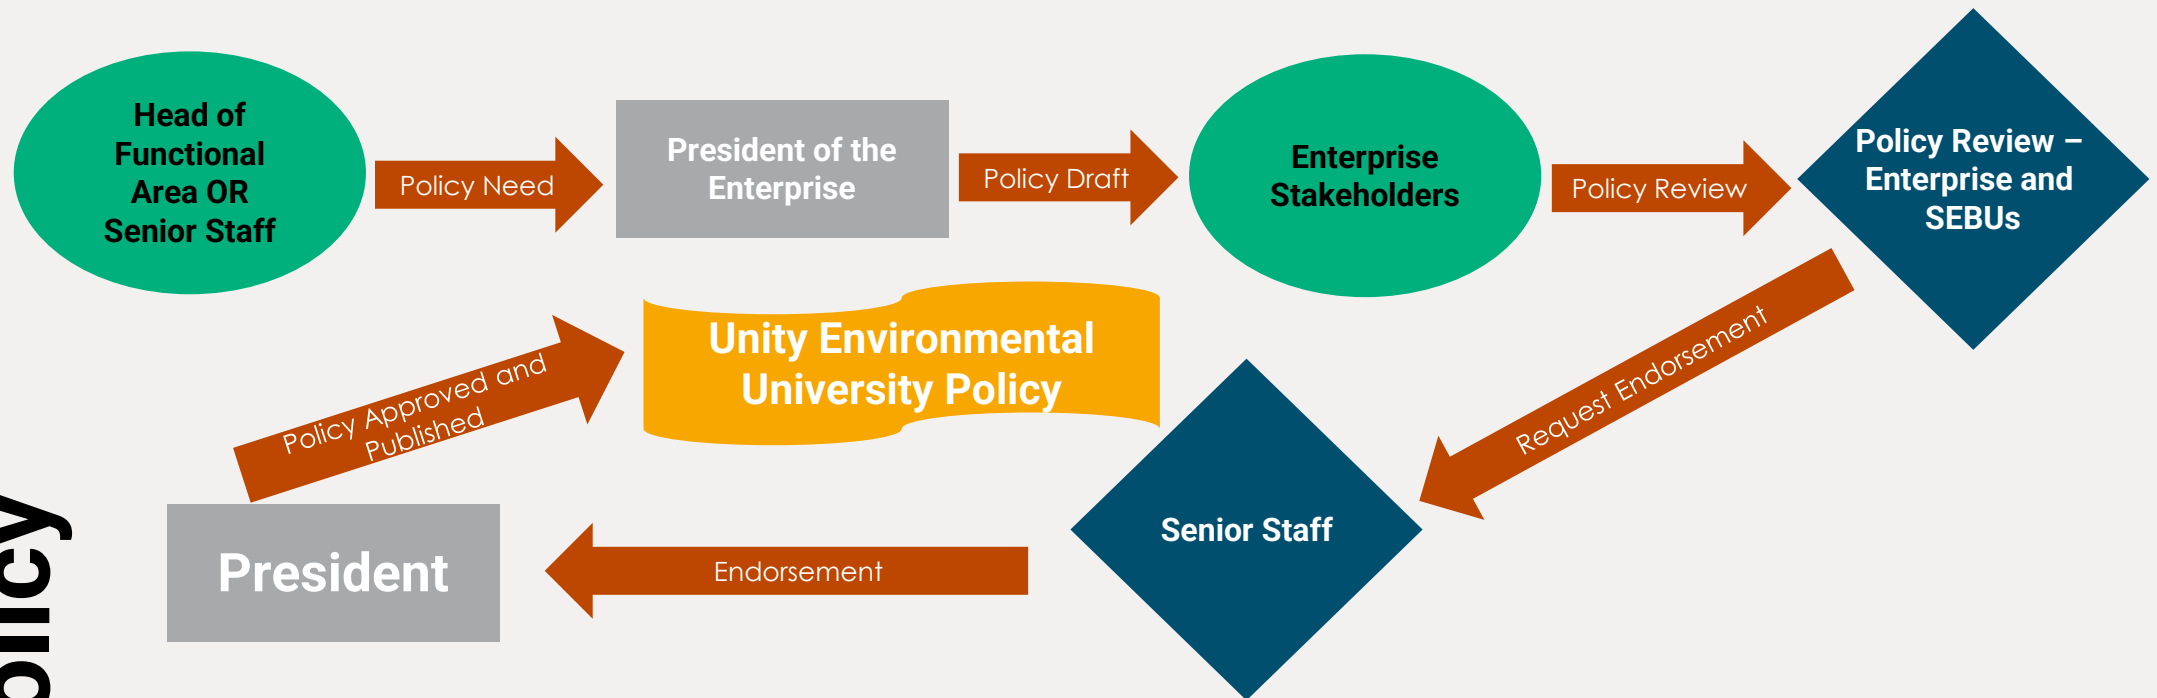 Head of
Functional
Area OR
Senior Staff
Policy Need
President of the
Enterprise
Policy Draft
Enterprise
Stakeholders
Policy Review
Policy Review –
Enterprise and
SEBUs
Request Endorsement
Senior Staff
Endorsement
President
Policy Approved and
Published
Unity Environmental
University Policy